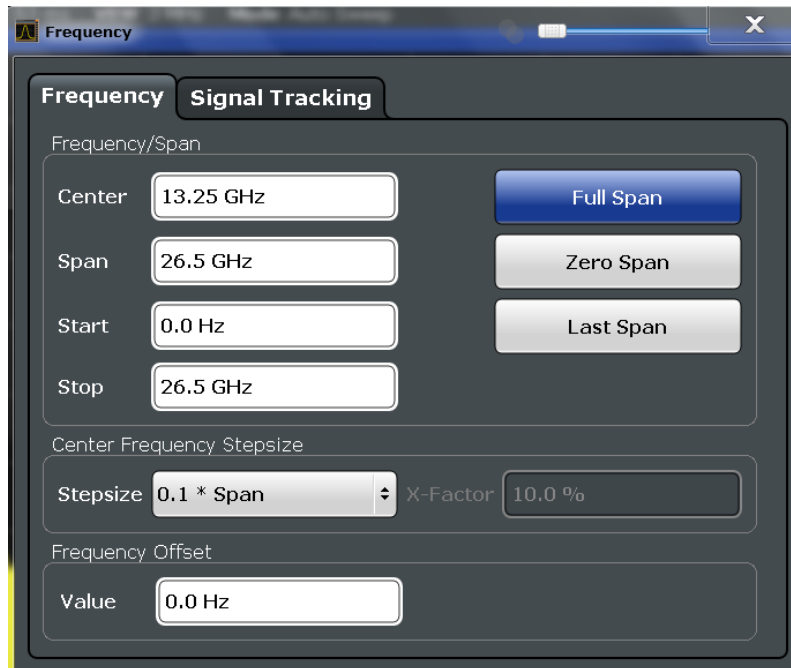 Frequency
X
Frequency
Signal Tracking
Frequency/Span
Center 13.25 GHz
Full Span
Span 26.5 GHz
Zero Span
Start 0.0 Hz
Last Span
Stop 26.5 GHz
Center Frequency Stepsize
Stepsize 0.1 * Span X-Factor 10.0 %
Frequency Offset
Value 0.0 Hz